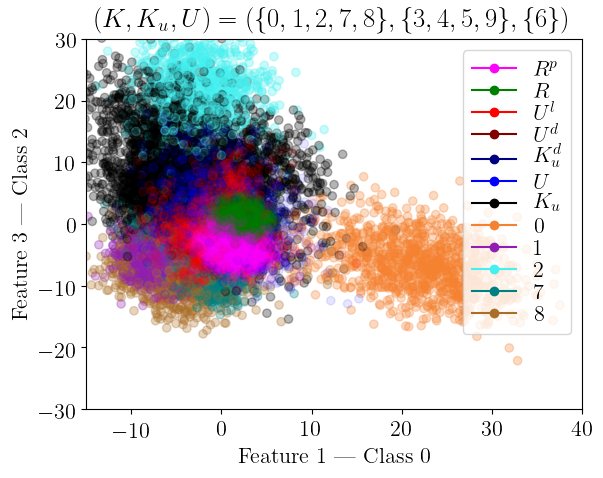 (K, K_u, U) = ({0, 1, 2, 7, 8}, {3, 4, 5, 9}, {6})
Feature 3 — Class 2
30
20
10
0
−10
−20
−30
−10
0
10
20
30
40
Feature 1 — Class 0
R^p
R
U^l
U^d
K_u^d
U
K_u
0
1
2
7
8